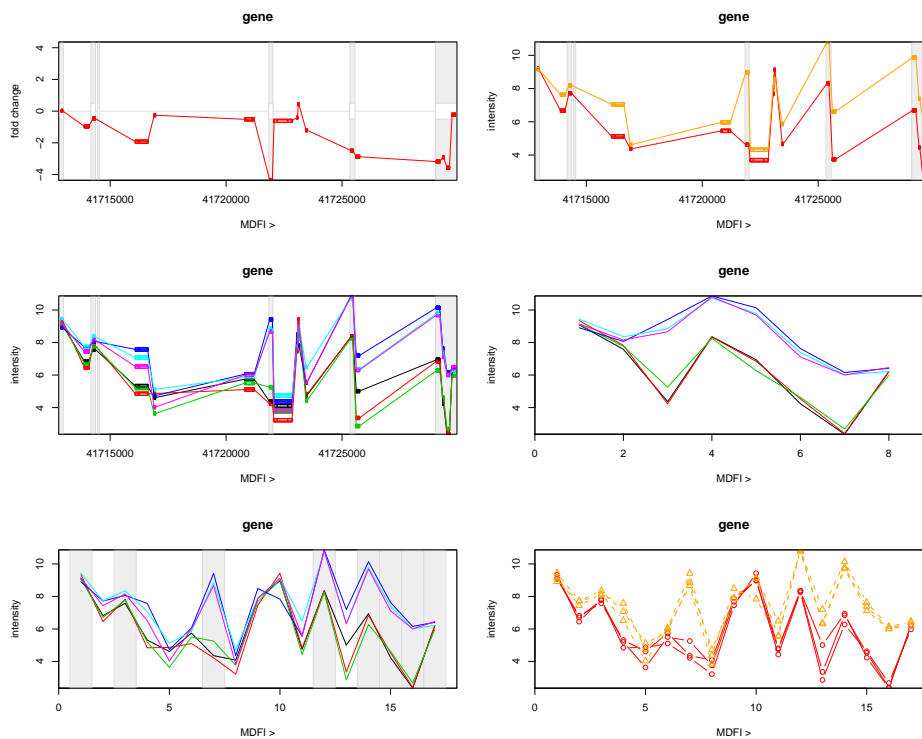 gene
fold change
4
2
0
−2
−4
41715000 41720000 41725000
MDFI >
gene
intensity
10
8
6
4
41715000 41720000 41725000
MDFI >
gene
intensity
10
8
6
4
41715000 41720000 41725000
MDFI >
gene
intensity
10
8
6
4
0 2 4 6 8
MDFI >
gene
intensity
10
8
6
4
0 5 10 15
MDFI >
gene
intensity
10
8
6
4
0 5 10 15
MDFI >